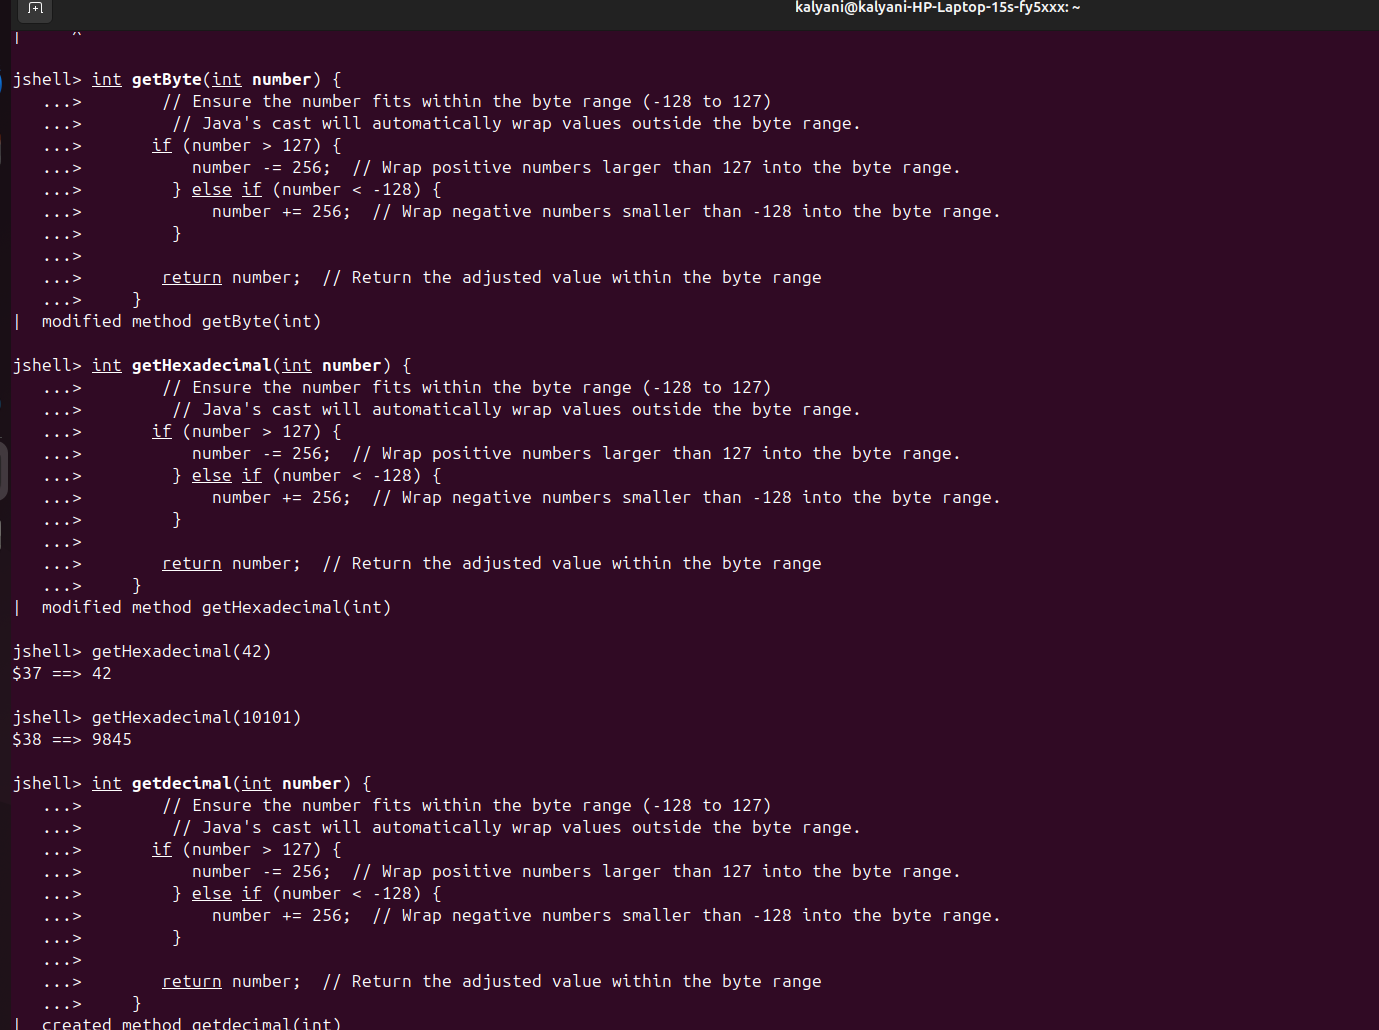 kalyani@kalyani-HP-Laptop-15s-fy5xxx: ~
|     ^
jshell> int getByte(int number) {
   ...>        // Ensure the number fits within the byte range (-128 to 127)
   ...>         // Java's cast will automatically wrap values outside the byte range.
   ...>       if (number > 127) {
   ...>           number -= 256;  // Wrap positive numbers larger than 127 into the byte range.
   ...>         } else if (number < -128) {
   ...>             number += 256;  // Wrap negative numbers smaller than -128 into the byte range.
   ...>         }
   ...>
   ...>        return number;  // Return the adjusted value within the byte range
   ...>     }
|  modified method getByte(int)
jshell> int getHexadecimal(int number) {
   ...>        // Ensure the number fits within the byte range (-128 to 127)
   ...>         // Java's cast will automatically wrap values outside the byte range.
   ...>       if (number > 127) {
   ...>           number -= 256;  // Wrap positive numbers larger than 127 into the byte range.
   ...>         } else if (number < -128) {
   ...>             number += 256;  // Wrap negative numbers smaller than -128 into the byte range.
   ...>         }
   ...>
   ...>        return number;  // Return the adjusted value within the byte range
   ...>     }
|  modified method getHexadecimal(int)
jshell> getHexadecimal(42)
$37 ==> 42
jshell> getHexadecimal(10101)
$38 ==> 9845
jshell> int getdecimal(int number) {
   ...>        // Ensure the number fits within the byte range (-128 to 127)
   ...>         // Java's cast will automatically wrap values outside the byte range.
   ...>       if (number > 127) {
   ...>           number -= 256;  // Wrap positive numbers larger than 127 into the byte range.
   ...>         } else if (number < -128) {
   ...>             number += 256;  // Wrap negative numbers smaller than -128 into the byte range.
   ...>         }
   ...>
   ...>        return number;  // Return the adjusted value within the byte range
   ...>     }
|  created method getdecimal(int)